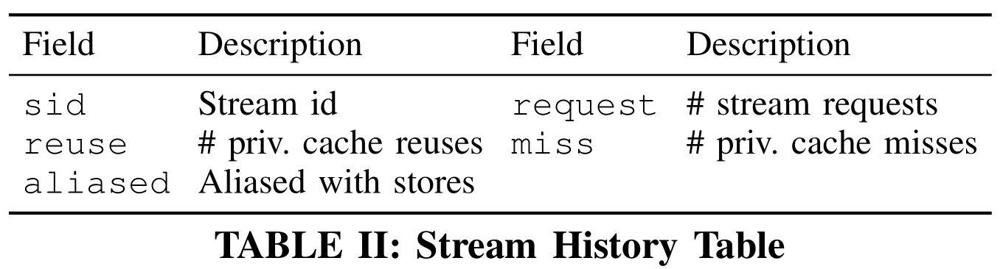 Field Description Field Description
sid Stream id request # stream requests
reuse # priv. cache reuses miss # priv. cache misses
aliased Aliased with stores
TABLE II: Stream History Table